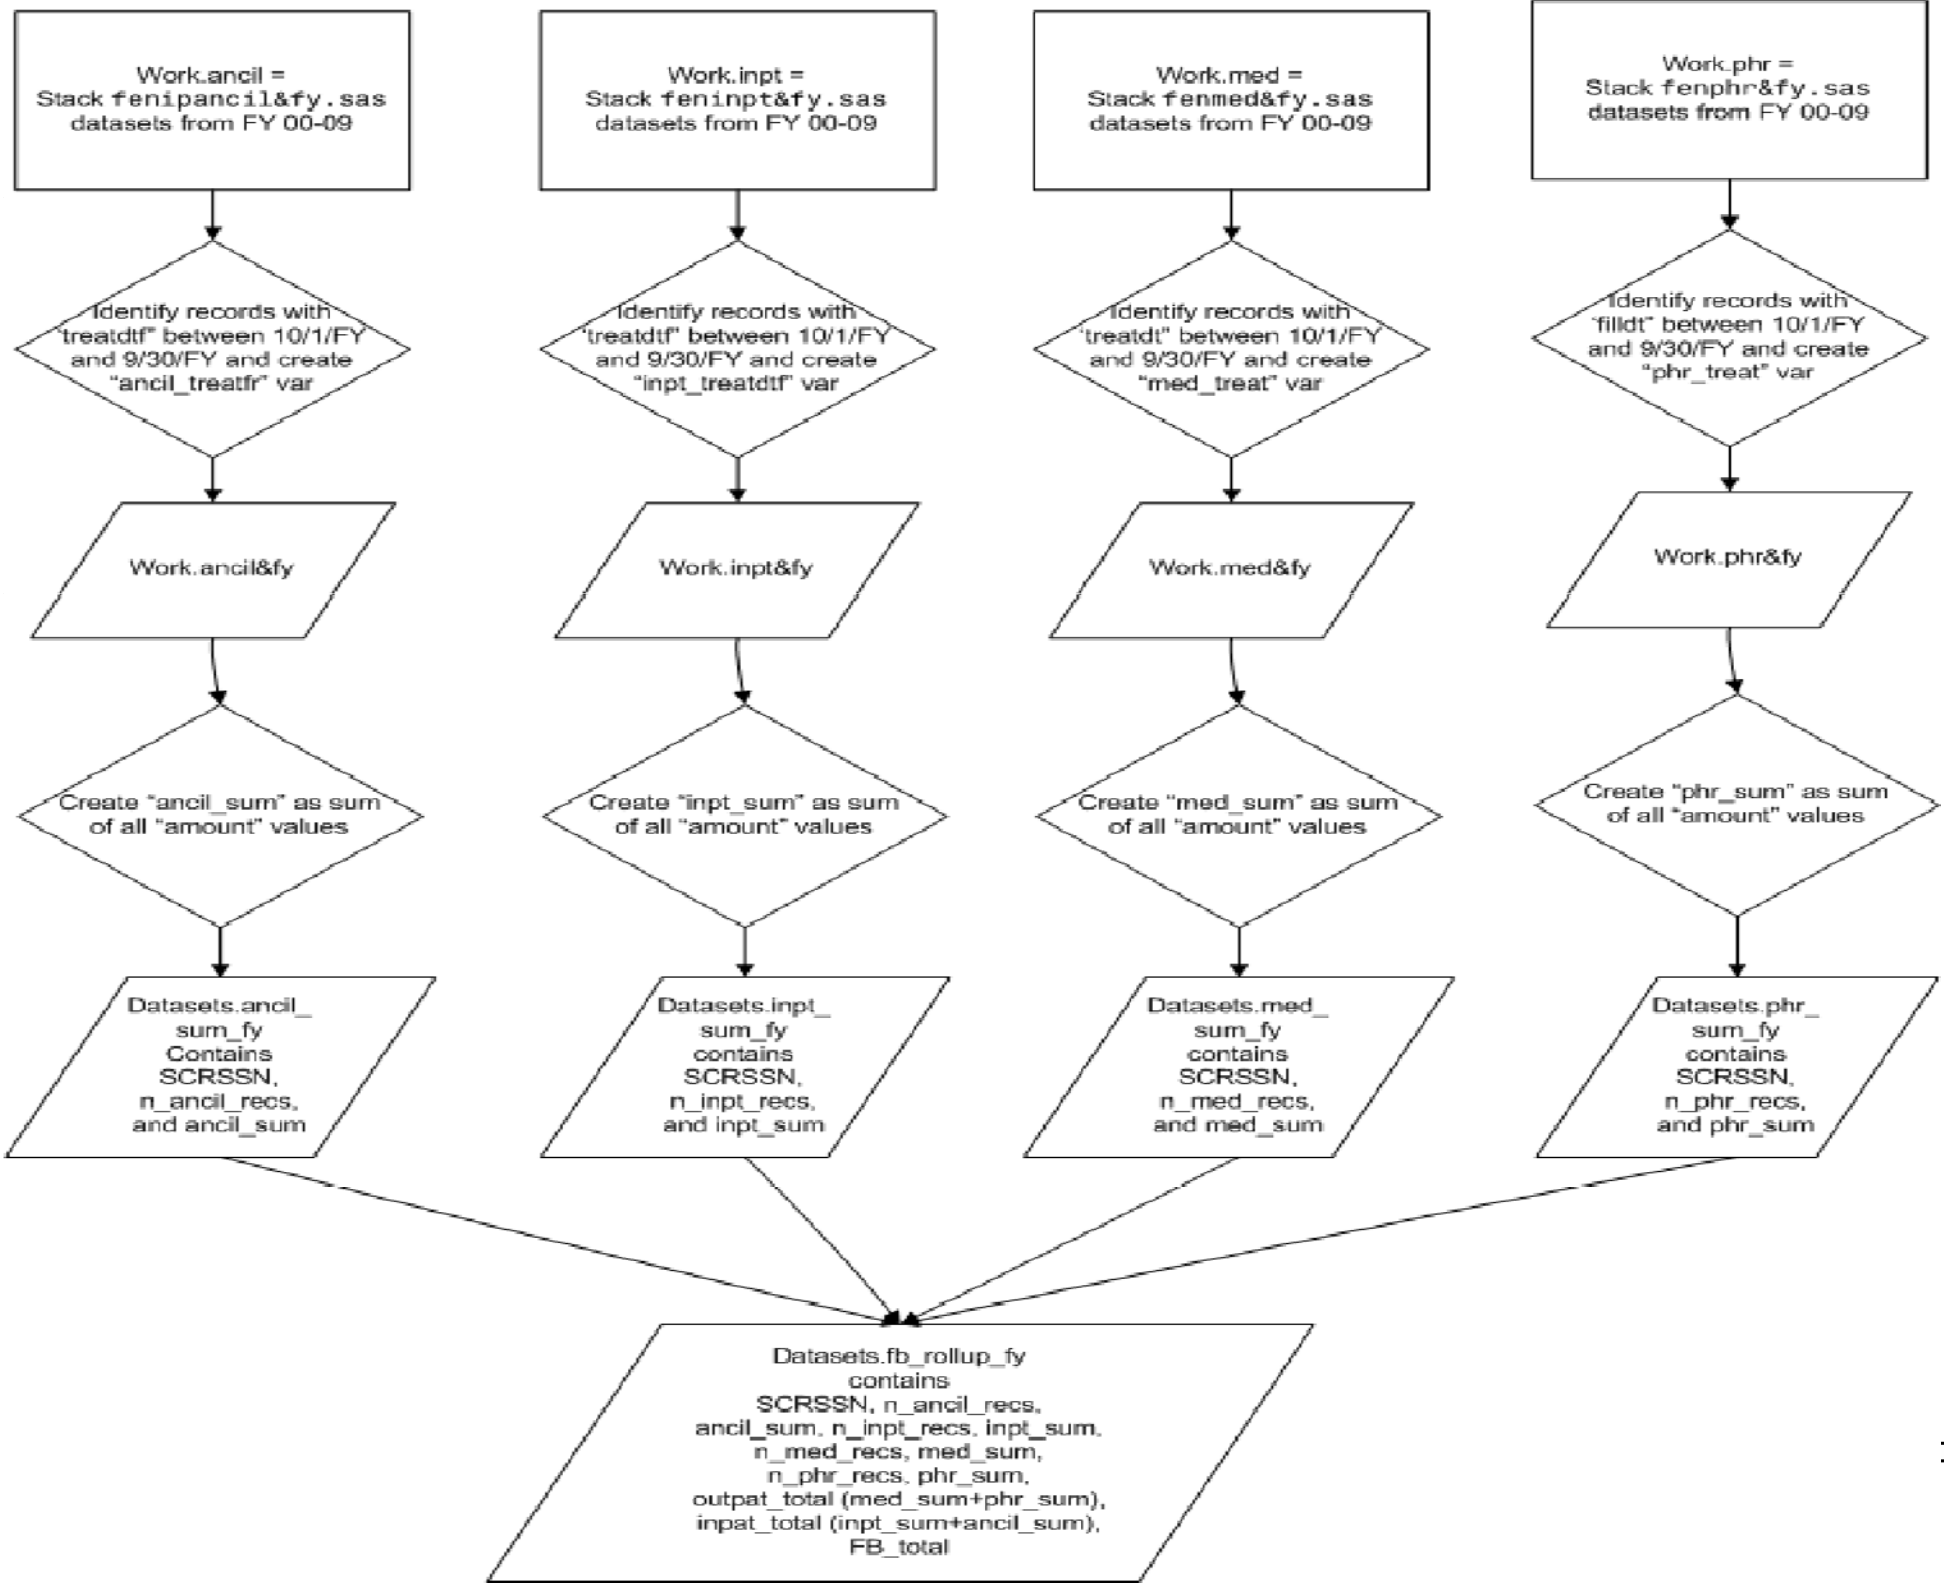 Work.ancil =
Stack fenipancil&fy.sas
datasets from FY 00-09
Work.inpt =
Stack feninpt&fy.sas
datasets from FY 00-09
Work.med =
Stack fenmed&fy.sas
datasets from FY 00-09
Work.phr =
Stack fenphr&fy.sas
datasets from FY 00-09
Identify records with
"treatdtf" between 10/1/FY
and 9/30/FY and create
"ancil_treatfr" var
Identify records with
"treatdtf" between 10/1/FY
and 9/30/FY and create
"inpt_treatdtf" var
Identify records with
"treatdt" between 10/1/FY
and 9/30/FY and create
"med_treat" var
Identify records with
"filldt" between 10/1/FY
and 9/30/FY and create
"phr_treat" var
Work.ancil&fy
Work.inpt&fy
Work.med&fy
Work.phr&fy
Create "ancil_sum" as sum
of all "amount" values
Create "inpt_sum" as sum
of all "amount" values
Create "med_sum" as sum
of all "amount" values
Create "phr_sum" as sum
of all "amount" values
Datasets.ancil_
sum_fy
Contains
SCRSSN,
n_ancil_recs,
and ancil_sum
Datasets.inpt_
sum_fy
contains
SCRSSN,
n_inpt_recs,
and inpt_sum
Datasets.med_
sum_fy
contains
SCRSSN,
n_med_recs,
and med_sum
Datasets.phr_
sum_fy
contains
SCRSSN,
n_phr_recs,
and phr_sum
Datasets.fb_rollup_fy
contains
SCRSSN, n_ancil_recs,
ancil_sum, n_inpt_recs, inpt_sum,
n_med_recs, med_sum,
n_phr_recs, phr_sum,
outpat_total (med_sum+phr_sum),
inpat_total (inpt_sum+ancil_sum),
FB_total